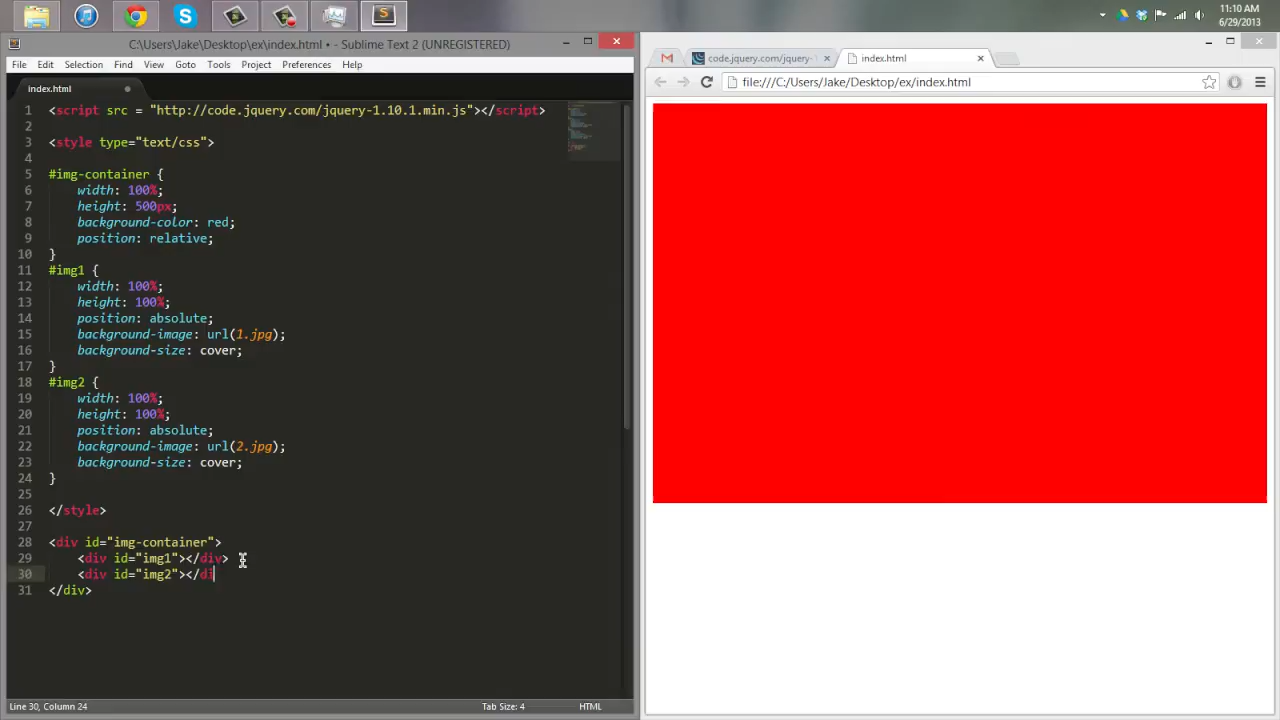 11:10 AM
6/29/2013
C:\Users\Jake\Desktop\ex\index.html • - Sublime Text 2 (UNREGISTERED)
File Edit Selection Find View Goto Tools Project Preferences Help
index.html
1 <script src = "http://code.jquery.com/jquery-1.10.1.min.js"></script>
2
3 <style type="text/css">
4
5 #img-container {
6 width: 100%;
7 height: 500px;
8 background-color: red;
9 position: relative;
10 }
11 #img1 {
12 width: 100%;
13 height: 100%;
14 position: absolute;
15 background-image: url(1.jpg);
16 background-size: cover;
17 }
18 #img2 {
19 width: 100%;
20 height: 100%;
21 position: absolute;
22 background-image: url(2.jpg);
23 background-size: cover;
24 }
25
26 </style>
27
28 <div id="img-container">
29 <div id="img1"></div>
30 <div id="img2"></di
31 </div>
Line 30, Column 24 Tab Size: 4 HTML
code.jquery.com/jquery- index.html
file:///C:/Users/Jake/Desktop/ex/index.html